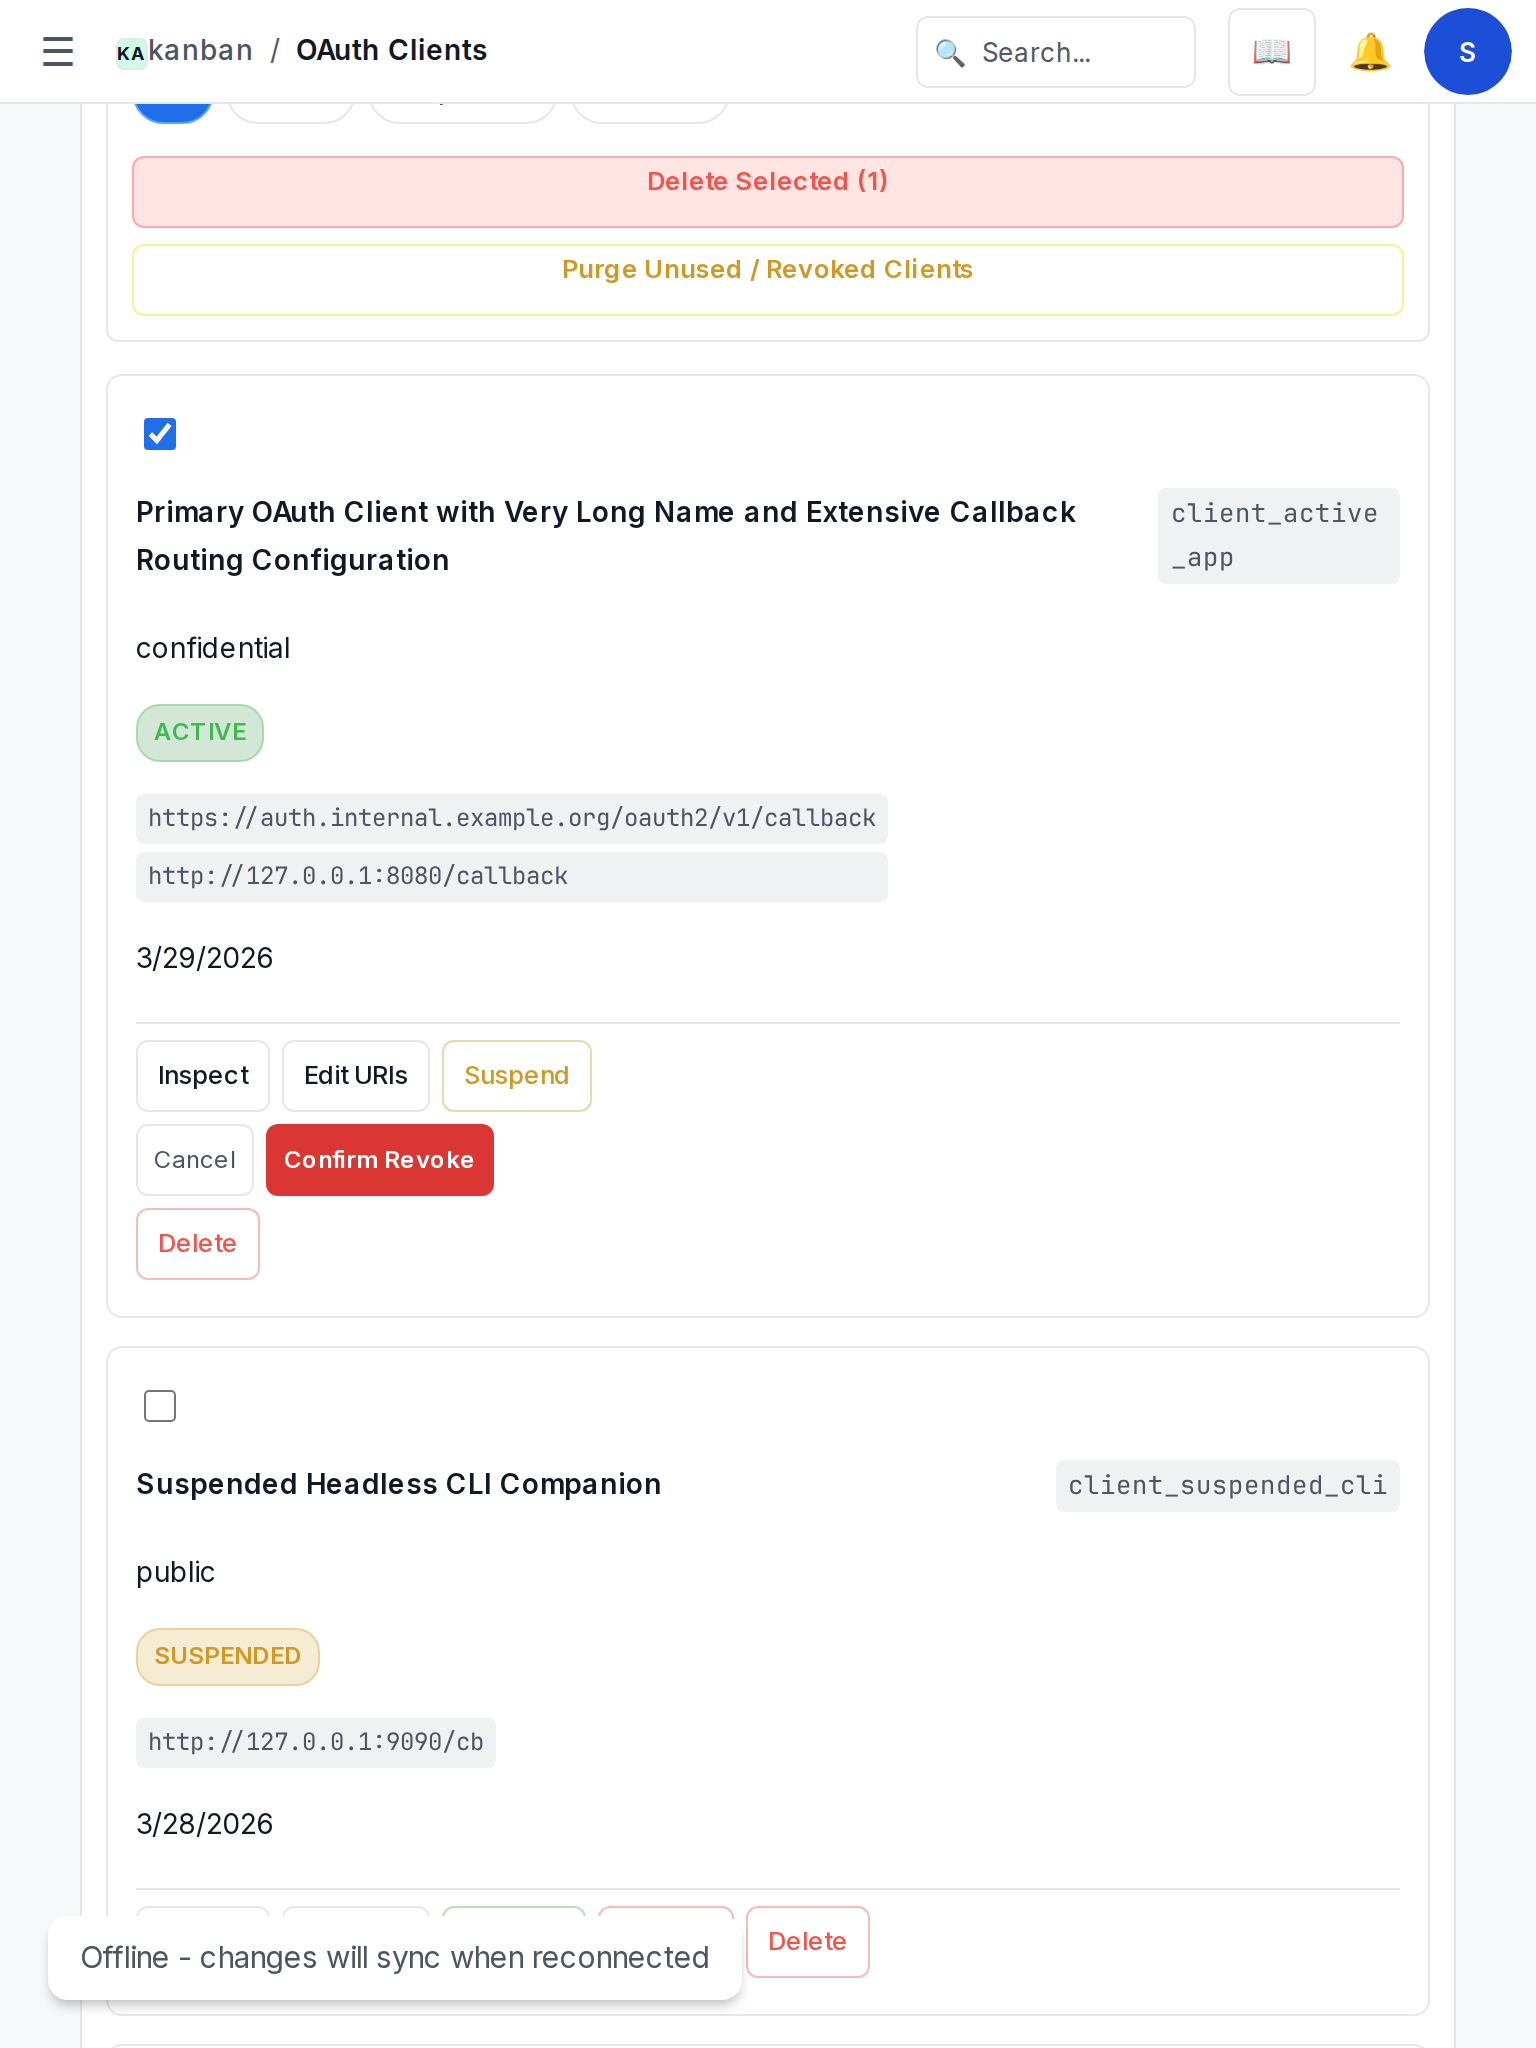 ☰ KA kanban / OAuth Clients
🔍 Search...
📖 🔔 S
Delete Selected (1)
Purge Unused / Revoked Clients
Primary OAuth Client with Very Long Name and Extensive Callback
Routing Configuration
client_active
_app
confidential
ACTIVE
https://auth.internal.example.org/oauth2/v1/callback
http://127.0.0.1:8080/callback
3/29/2026
Inspect Edit URIs Suspend
Cancel Confirm Revoke
Delete
Suspended Headless CLI Companion
client_suspended_cli
public
SUSPENDED
http://127.0.0.1:9090/cb
3/28/2026
Delete
Offline - changes will sync when reconnected